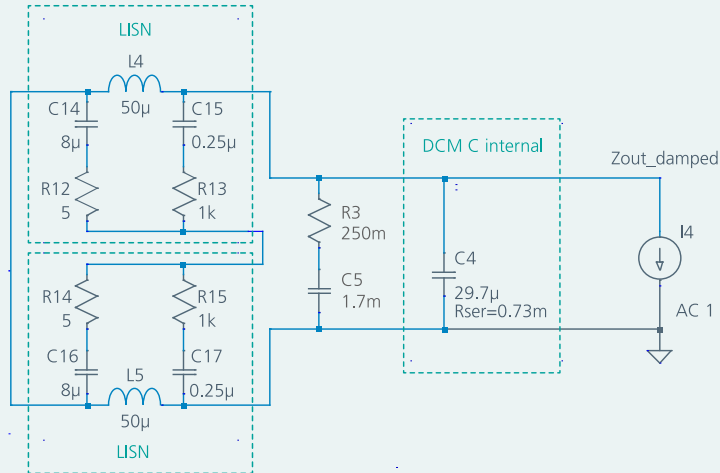 LISN
L4
50µ
C14
8µ
C15
0.25µ
R12
5
R13
1k
R14
5
R15
1k
C16
8µ
C17
0.25µ
L5
50µ
LISN
R3
250m
C5
1.7m
DCM C internal
C4
29.7µ
Rser=0.73m
Zout_damped
I4
AC 1